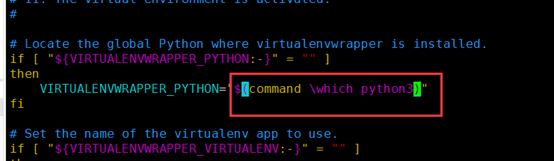 # 11. The virtual environment is activated.
#
# Locate the global Python where virtualenvwrapper is installed.
if [ "${VIRTUALENVWRAPPER_PYTHON:-}" = "" ]
then
VIRTUALENVWRAPPER_PYTHON="$(command \which python3)"
fi
# Set the name of the virtualenv app to use.
if [ "${VIRTUALENVWRAPPER_VIRTUALENV:-}" = "" ]